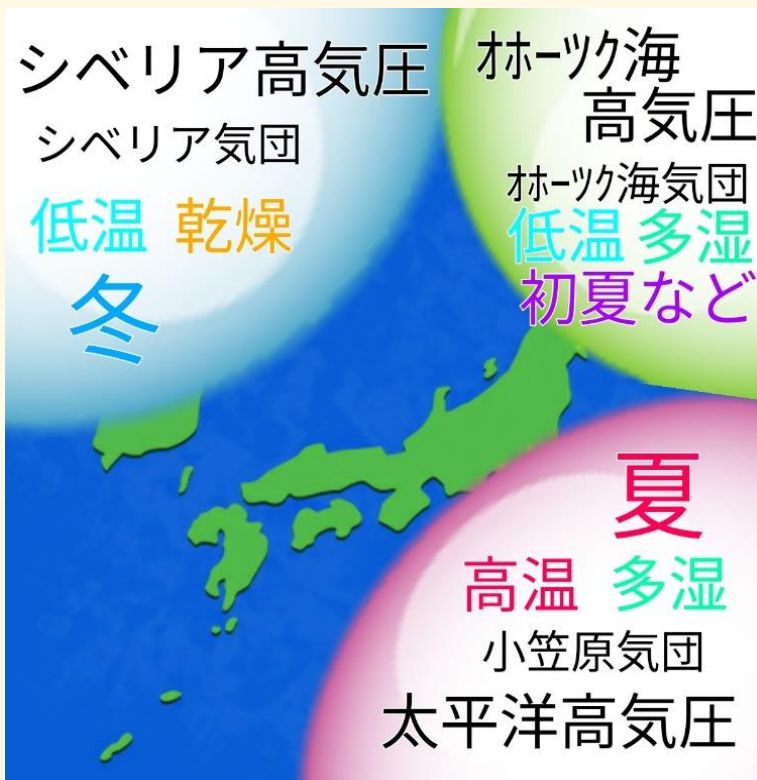 シベリア高気圧
シベリア気団
低温 乾燥
冬
ｵﾎｰﾂｸ海
高気圧
ｵﾎｰﾂｸ海気団
低温 多湿
初夏など
夏
高温 多湿
小笠原気団
太平洋高気圧